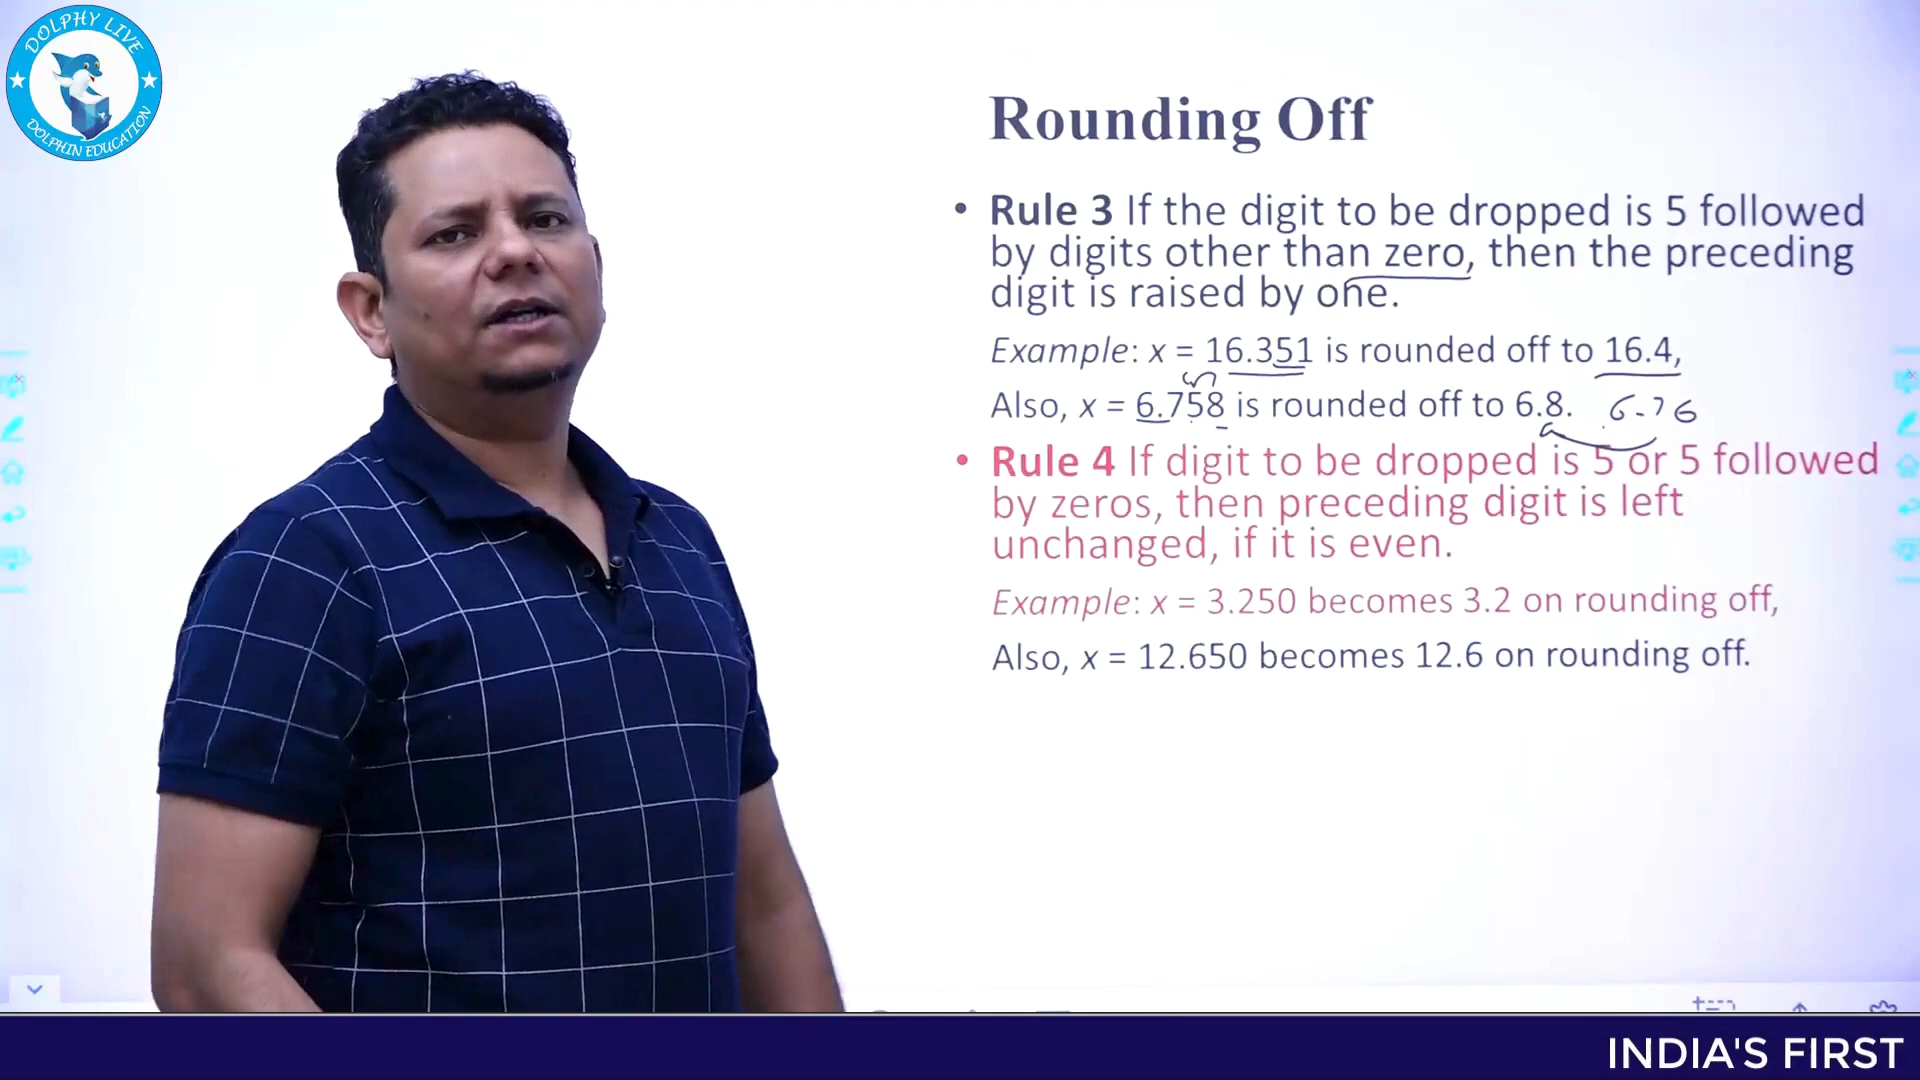 DOLPHY LIVE
DOLPHIN EDUCATION
Rounding Off
• Rule 3 If the digit to be dropped is 5 followed
by digits other than zero, then the preceding
digit is raised by one.
Example: x = 16.351 is rounded off to 16.4,
Also, x = 6.758 is rounded off to 6.8. 6.76
• Rule 4 If digit to be dropped is 5 or 5 followed
by zeros, then preceding digit is left
unchanged, if it is even.
Example: x = 3.250 becomes 3.2 on rounding off,
Also, x = 12.650 becomes 12.6 on rounding off.
INDIA'S FIRST